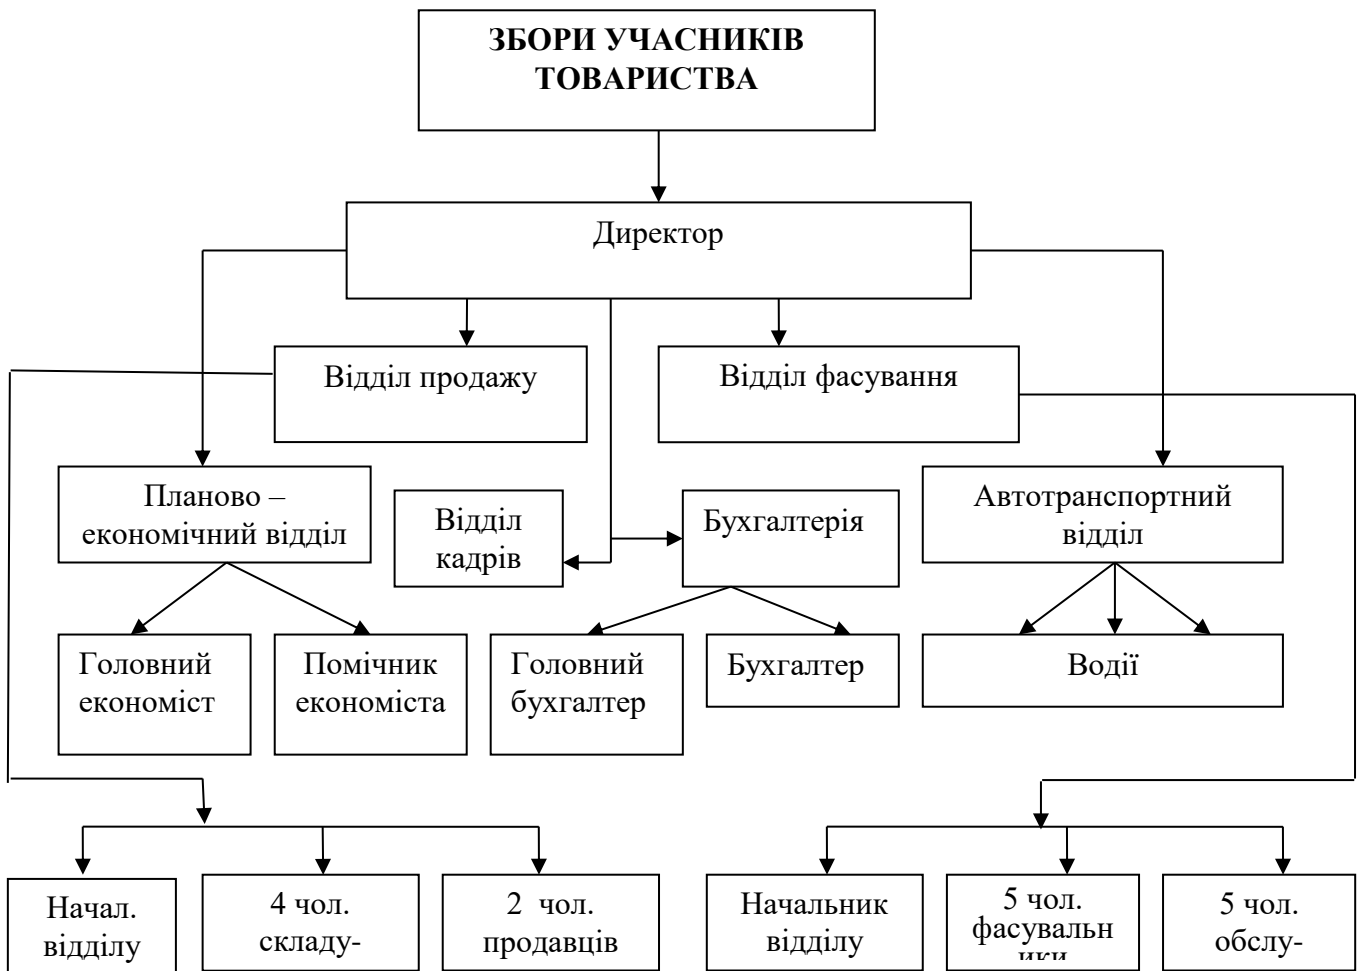 ЗБОРИ УЧАСНИКІВ
ТОВАРИСТВА
Директор
Відділ продажу
Відділ фасування
Планово –
економічний відділ
Відділ
кадрів
Бухгалтерія
Автотранспортний
відділ
Головний
економіст
Помічник
економіста
Головний
бухгалтер
Бухгалтер
Водії
Начал.
відділу
4 чол.
складу-
2 чол.
продавців
Начальник
відділу
5 чол.
фасувальн
ики
5 чол.
обслу-